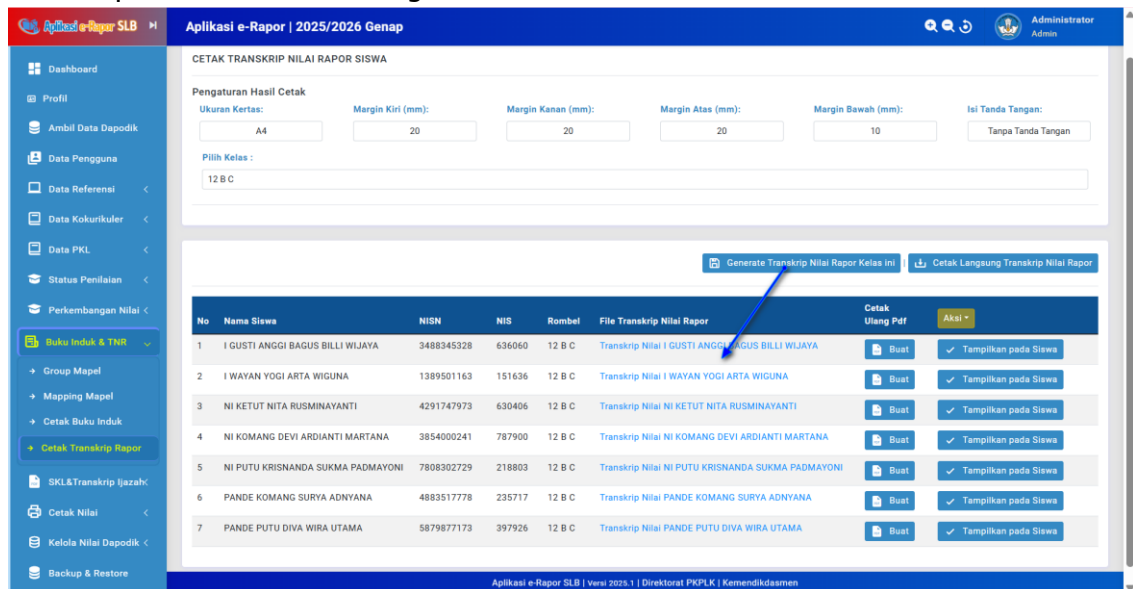 Aplikasi e-Rapor SLB
Aplikasi e-Rapor | 2025/2026 Genap
Administrator
Admin
Dashboard
Profil
Ambil Data Dapodik
Data Pengguna
Data Referensi
Data Kokurikuler
Data PKL
Status Penilaian
Perkembangan Nilai
Buku Induk & TNR
Group Mapel
Mapping Mapel
Cetak Buku Induk
Cetak Transkrip Rapor
SKL&Transkrip Ijazah
Cetak Nilai
Kelola Nilai Dapodik
Backup & Restore
CETAK TRANSKRIP NILAI RAPOR SISWA
Pengaturan Hasil Cetak
Ukuran Kertas: Margin Kiri (mm): Margin Kanan (mm): Margin Atas (mm): Margin Bawah (mm): Isi Tanda Tangan:
A4 20 20 20 10 Tanpa Tanda Tangan
Pilih Kelas :
12 B C
Generate Transkrip Nilai Rapor Kelas ini | Cetak Langsung Transkrip Nilai Rapor
No Nama Siswa NISN NIS Rombel File Transkrip Nilai Rapor Cetak Ulang Pdf Aksi
1 I GUSTI ANGGI BAGUS BILLI WIJAYA 3488345328 636060 12 B C Transkrip Nilai I GUSTI ANGGI BAGUS BILLI WIJAYA Buat Tampilkan pada Siswa
2 I WAYAN YOGI ARTA WIGUNA 1389501163 151636 12 B C Transkrip Nilai I WAYAN YOGI ARTA WIGUNA Buat Tampilkan pada Siswa
3 NI KETUT NITA RUSMINAYANTI 4291747973 630406 12 B C Transkrip Nilai NI KETUT NITA RUSMINAYANTI Buat Tampilkan pada Siswa
4 NI KOMANG DEVI ARDIANTI MARTANA 3854000241 787900 12 B C Transkrip Nilai NI KOMANG DEVI ARDIANTI MARTANA Buat Tampilkan pada Siswa
5 NI PUTU KRISNANDA SUKMA PADMAYONI 7808302729 218803 12 B C Transkrip Nilai NI PUTU KRISNANDA SUKMA PADMAYONI Buat Tampilkan pada Siswa
6 PANDE KOMANG SURYA ADNYANA 4883517778 235717 12 B C Transkrip Nilai PANDE KOMANG SURYA ADNYANA Buat Tampilkan pada Siswa
7 PANDE PUTU DIVA WIRA UTAMA 5879877173 397926 12 B C Transkrip Nilai PANDE PUTU DIVA WIRA UTAMA Buat Tampilkan pada Siswa
Aplikasi e-Rapor SLB | Versi 2025.1 | Direktorat PKPLK | Kemendikdasmen